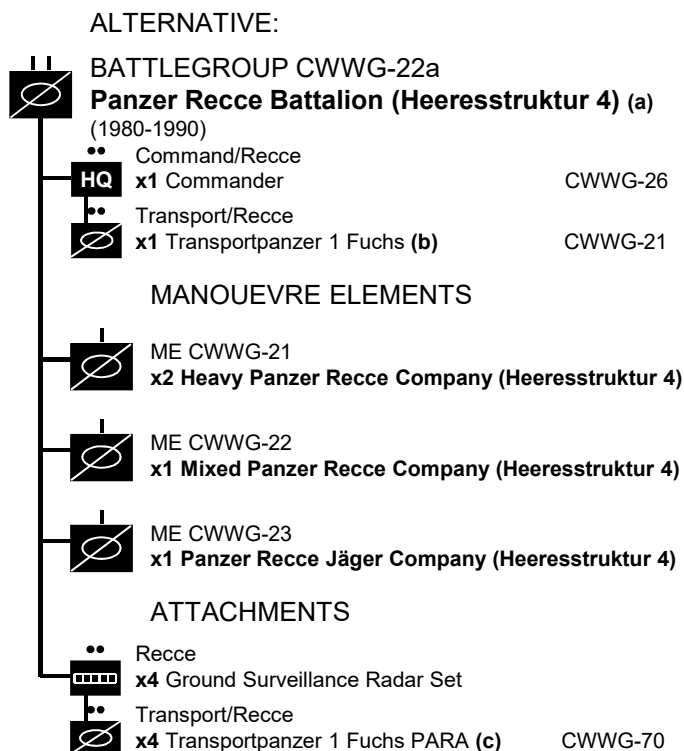 ALTERNATIVE:
BATTLEGROUP CWWG-22a
Panzer Recce Battalion (Heeresstruktur 4) (a)
(1980-1990)
Command/Recce
HQ x1 Commander CWWG-26
Transport/Recce
x1 Transportpanzer 1 Fuchs (b) CWWG-21
MANOUEVRE ELEMENTS
ME CWWG-21
x2 Heavy Panzer Recce Company (Heeresstruktur 4)
ME CWWG-22
x1 Mixed Panzer Recce Company (Heeresstruktur 4)
ME CWWG-23
x1 Panzer Recce Jäger Company (Heeresstruktur 4)
ATTACHMENTS
Recce
x4 Ground Surveillance Radar Set
Transport/Recce
x4 Transportpanzer 1 Fuchs PARA (c) CWWG-70